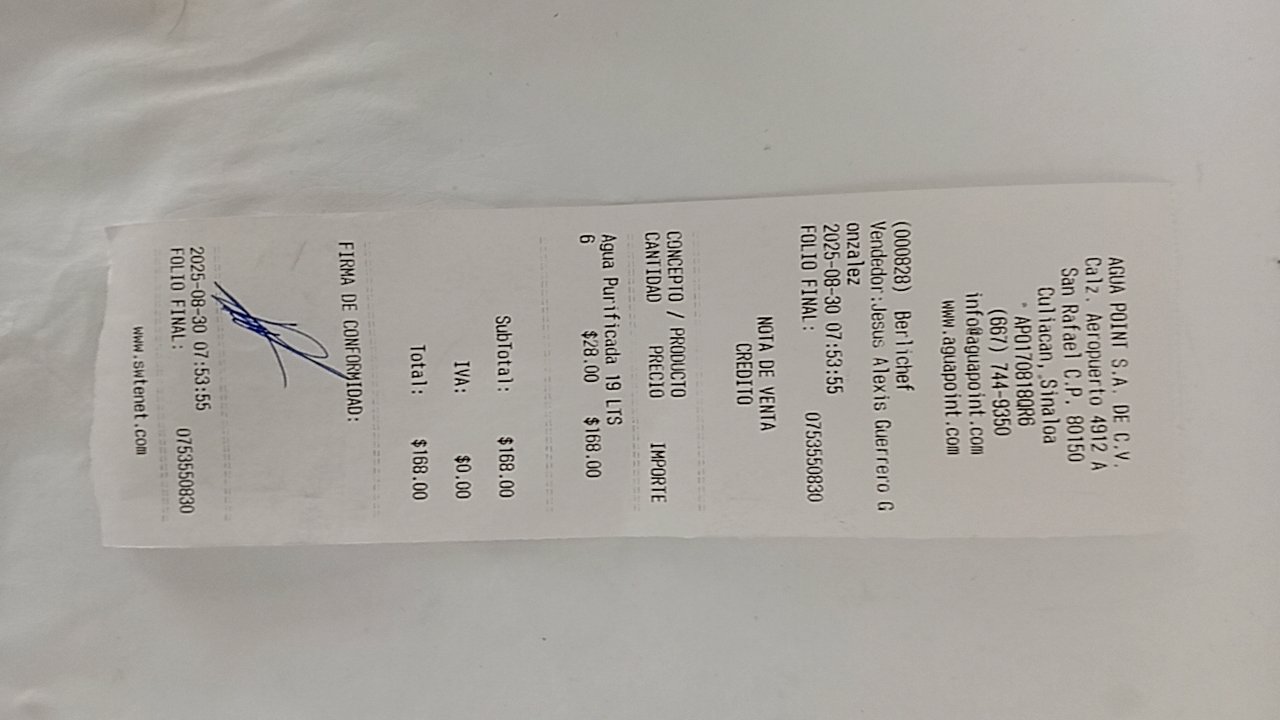 AGUA POINT S.A. DE C.V.
Calz. Aeropuerto 4912 A
San Rafael C.P. 80150
Culiacan, Sinaloa
APO170818QR6
(667) 744-9350
info@aguapoint.com
www.aguapoint.com
(000828) Berlichef
Vendedor:Jesus Alexis Guerrero G
onzalez
2025-08-30 07:53:55
FOLIO FINAL: 0753550830
NOTA DE VENTA
CREDITO
CONCEPTO / PRODUCTO
CANTIDAD PRECIO IMPORTE
Agua Purificada 19 LTS
6 $28.00 $168.00
SubTotal: $168.00
IVA: $0.00
Total: $168.00
FIRMA DE CONFORMIDAD:
2025-08-30 07:53:55
FOLIO FINAL: 0753550830
www.swtenet.com